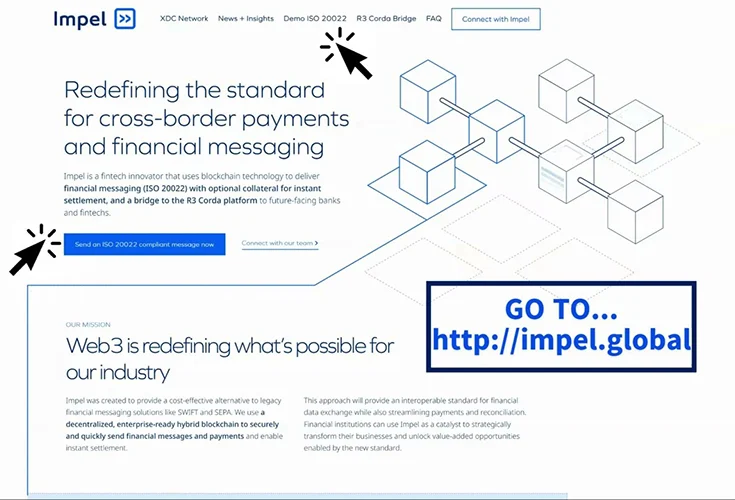 Impel
XDC Network News + Insights Demo ISO 20022 R3 Corda Bridge FAQ Connect with Impel
Redefining the standard
for cross-border payments
and financial messaging
Impel is a fintech innovator that uses blockchain technology to deliver
financial messaging (ISO 20022) with optional collateral for instant
settlement, and a bridge to the R3 Corda platform to future-facing banks
and fintechs.
Send an ISO 20022 compliant message now
Connect with our team >
GO TO...
http://impel.global
OUR MISSION
Web3 is redefining what's possible for
our industry
Impel was created to provide a cost-effective alternative to legacy
financial messaging solutions like SWIFT and SEPA. We use a
decentralized, enterprise-ready hybrid blockchain to securely
and quickly send financial messages and payments and enable
instant settlement.
This approach will provide an interoperable standard for financial
data exchange while also streamlining payments and reconciliation.
Financial institutions can use Impel as a catalyst to strategically
transform their businesses and unlock value-added opportunities
enabled by the new standard.